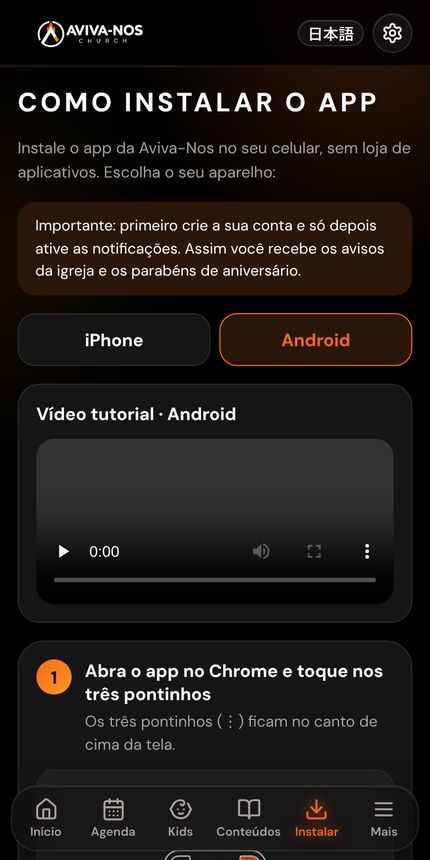 AVIVA-NOS
CHURCH
日本語
COMO INSTALAR O APP
Instale o app da Aviva-Nos no seu celular, sem loja de
aplicativos. Escolha o seu aparelho:
Importante: primeiro crie a sua conta e só depois
ative as notificações. Assim você recebe os avisos
da igreja e os parabéns de aniversário.
iPhone
Android
Vídeo tutorial · Android
0:00
1
Abra o app no Chrome e toque nos
três pontinhos
Os três pontinhos (⋮) ficam no canto de
cima da tela.
Início
Agenda
Kids
Conteúdos
Instalar
Mais